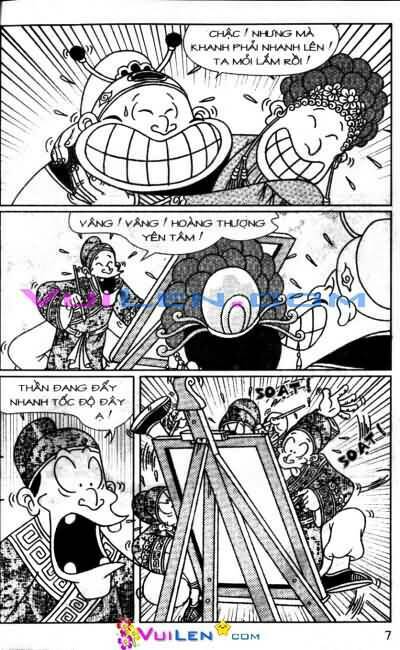 CHẬC! NHƯNG MÀ
KHANH PHẢI NHANH LÊN!
TA MỎI LẮM RỒI!
VÂNG! VÂNG! HOÀNG THƯỢNG
YÊN TÂM!
VUILEN.COM
THẦN ĐANG ĐẨY
NHANH TỐC ĐỘ ĐÂY
Ạ!
SOẠT!
SOẠT!
7
VUILEN.COM